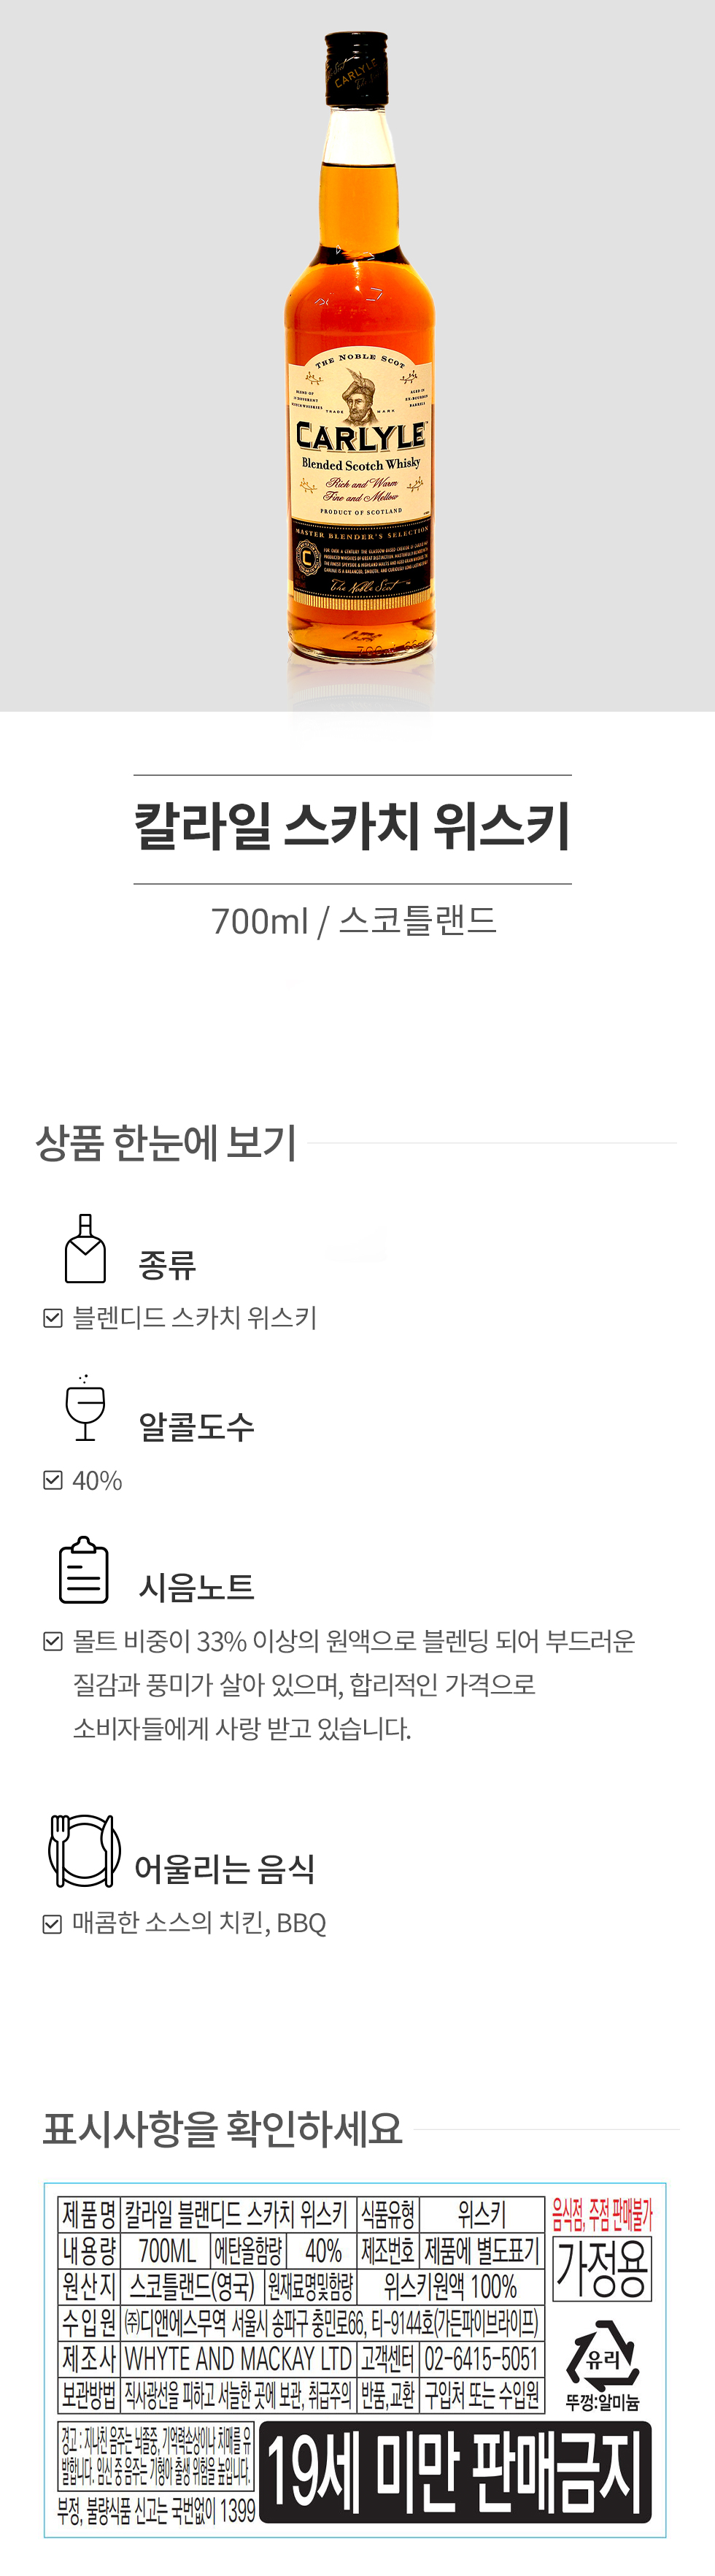 CARLYLE
THE NOBLE SCOT
BLEND OF
AGED IN
TRADE MARK
CARLYLE
Blended Scotch Whisky
Rich and Warm
Fine and Mellow
PRODUCT OF SCOTLAND
MASTER BLENDER'S SELECTION
C
The Noble Scot
칼라일 스카치 위스키
700ml / 스코틀랜드
상품 한눈에 보기
종류
블렌디드 스카치 위스키
알콜도수
40%
시음노트
몰트 비중이 33% 이상의 원액으로 블렌딩 되어 부드러운
질감과 풍미가 살아 있으며, 합리적인 가격으로
소비자들에게 사랑 받고 있습니다.
어울리는 음식
매콤한 소스의 치킨, BBQ
표시사항을 확인하세요
제품명 칼라일 블랜디드 스카치 위스키 식품유형 위스키
내용량 700ML 에탄올함량 40% 제조번호 제품에 별도표기
원산지 스코틀랜드(영국) 원재료명및함량 위스키원액 100%
수입원 ㈜디앤에스무역 서울시 송파구 충민로66, 티-9144호(가든파이브라이프)
제조사 WHYTE AND MACKAY LTD 고객센터 02-6415-5051
보관방법 직사광선을 피하고 서늘한 곳에 보관, 취급주의 반품,교환 구입처 또는 수입원
음식점, 주점 판매불가
가정용
유리
뚜껑:알미늄
경고 : 지나친 음주는 뇌졸중, 기억력손상이나 치매를 유
발합니다. 임신 중 음주는 기형아 출생 위험을 높입니다.
부정, 불량식품 신고는 국번없이 1399
19세 미만 판매금지